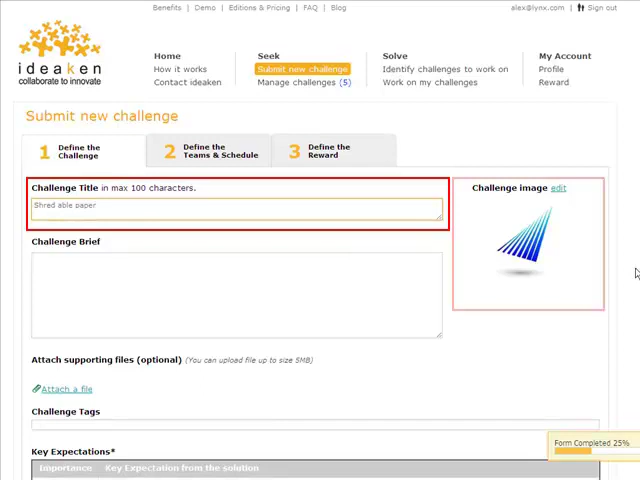 Benefits | Demo | Editions & Pricing | FAQ | Blog
alex@lynx.com | Sign out
ideaken
collaborate to innovate
Home
How it works
Contact ideaken
Seek
Submit new challenge
Manage challenges (5)
Solve
Identify challenges to work on
Work on my challenges
My Account
Profile
Reward
Submit new challenge
1 Define the Challenge
2 Define the Teams & Schedule
3 Define the Reward
Challenge Title in max 100 characters.
Shred able paper
Challenge image edit
Challenge Brief
Attach supporting files (optional) (You can upload file up to size 5MB)
Attach a file
Challenge Tags
Form Completed 25%
Key Expectations*
Importance Key Expectation from the solution